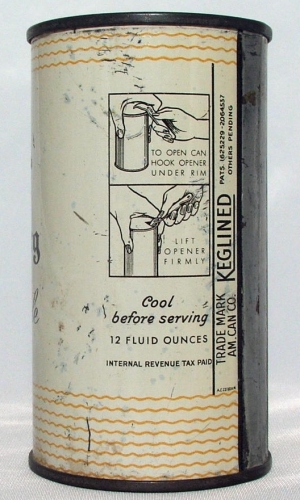 TO OPEN CAN
HOOK OPENER
UNDER RIM
LIFT
OPENER
FIRMLY
Cool
before serving
12 FLUID OUNCES
INTERNAL REVENUE TAX PAID
TRADE MARK KEGLINED PATS. 1625229-2064537
AM. CAN CO. OTHERS PENDING